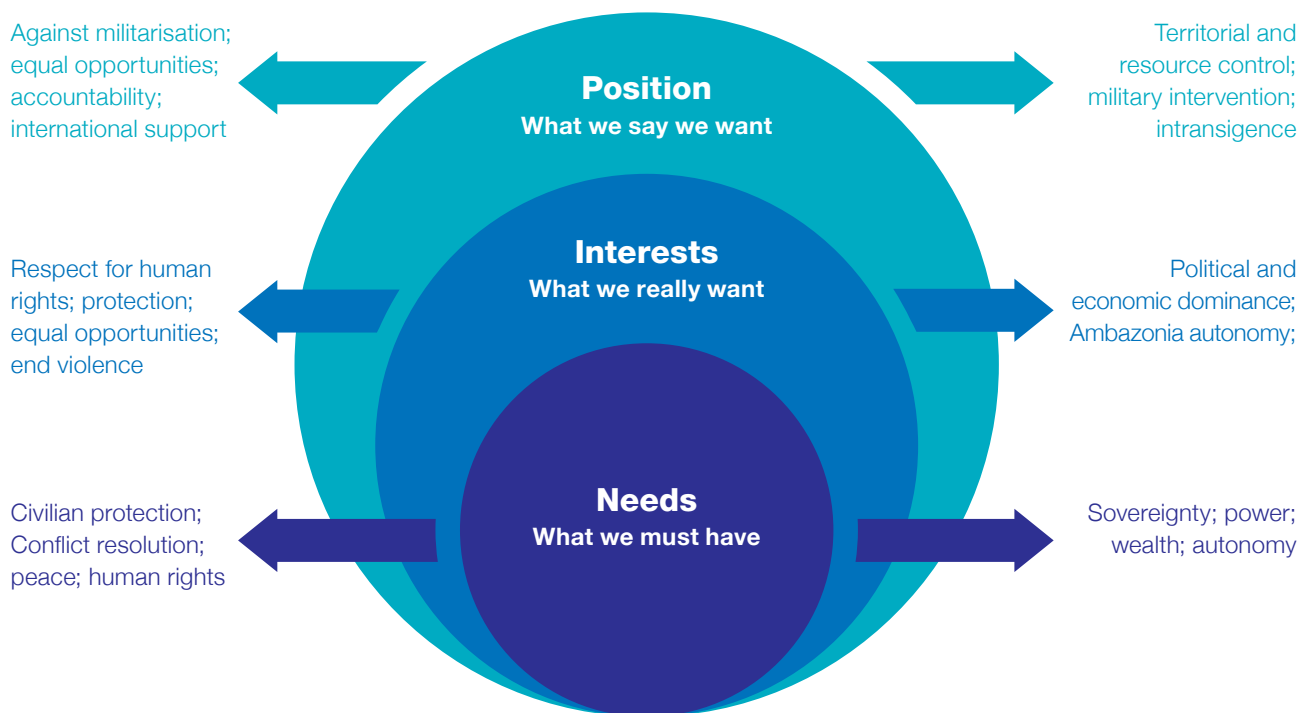 Against militarisation;
equal opportunities;
accountability;
international support
Position
What we say we want
Territorial and
resource control;
military intervention;
intransigence
Respect for human
rights; protection;
equal opportunities;
end violence
Interests
What we really want
Political and
economic dominance;
Ambazonia autonomy;
Civilian protection;
Conflict resolution;
peace; human rights
Needs
What we must have
Sovereignty; power;
wealth; autonomy